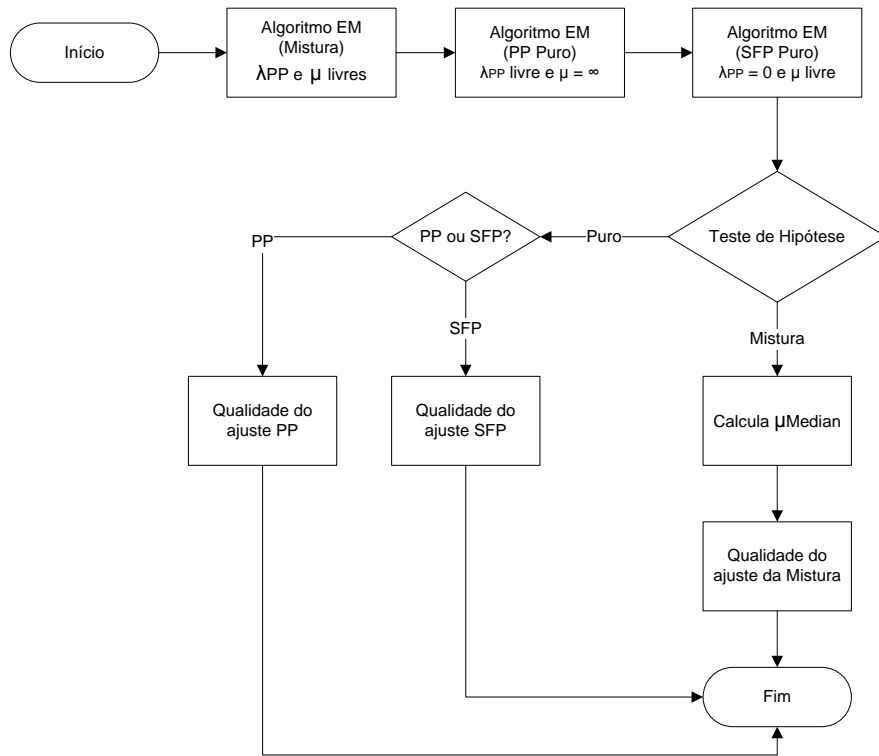 Início
Algoritmo EM
(Mistura)
λPP e μ livres
Algoritmo EM
(PP Puro)
λPP livre e μ = ∞
Algoritmo EM
(SFP Puro)
λPP = 0 e μ livre
PP
PP ou SFP?
Puro
Teste de Hipótese
SFP
Mistura
Qualidade do
ajuste PP
Qualidade do
ajuste SFP
Calcula μMedian
Qualidade do
ajuste da Mistura
Fim